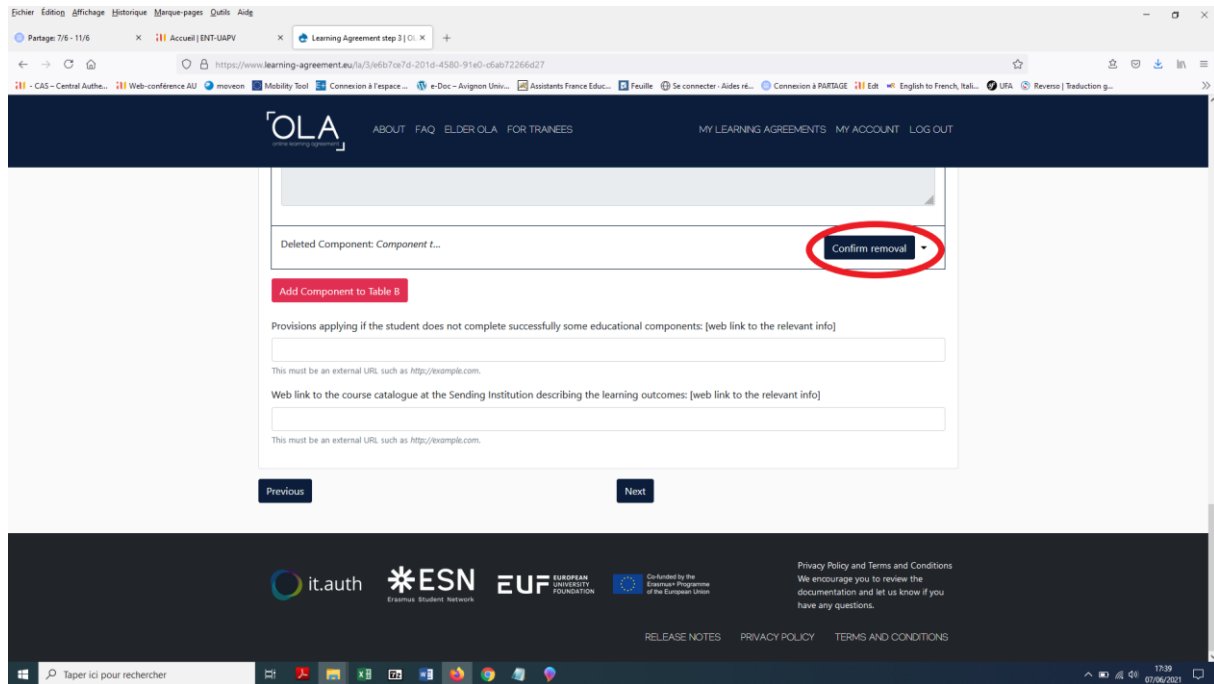 Fichier Édition Affichage Historique Marque-pages Outils Aide
Partage: 7/6 - 11/6 × Accueil | ENT-UAPV × Learning Agreement step 3 | OL × +
https://www.learning-agreement.eu/la/3/e6b7ce7d-201d-4580-91e0-c6ab72266d27
- CAS – Central Authe... Web-conférence AU moveon Mobility Tool Connexion à l'espace ... e-Doc – Avignon Univ... Assistants France Educ... Feuille Se connecter - Aides ré... Connexion à PARTAGE Edt English to French, Itali... UFA Reverso | Traduction g...
OLA
online learning agreement
ABOUT FAQ ELDER OLA FOR TRAINEES MY LEARNING AGREEMENTS MY ACCOUNT LOG OUT
Deleted Component: Component t... Confirm removal
Add Component to Table B
Provisions applying if the student does not complete successfully some educational components: [web link to the relevant info]
This must be an external URL such as http://example.com.
Web link to the course catalogue at the Sending Institution describing the learning outcomes: [web link to the relevant info]
This must be an external URL such as http://example.com.
Previous Next
it.auth
ESN
Erasmus Student Network
EUF EUROPEAN UNIVERSITY FOUNDATION
Co-funded by the
Erasmus+ Programme
of the European Union
Privacy Policy and Terms and Conditions
We encourage you to review the
documentation and let us know if you
have any questions.
RELEASE NOTES PRIVACY POLICY TERMS AND CONDITIONS
Taper ici pour rechercher
17:39
07/06/2021